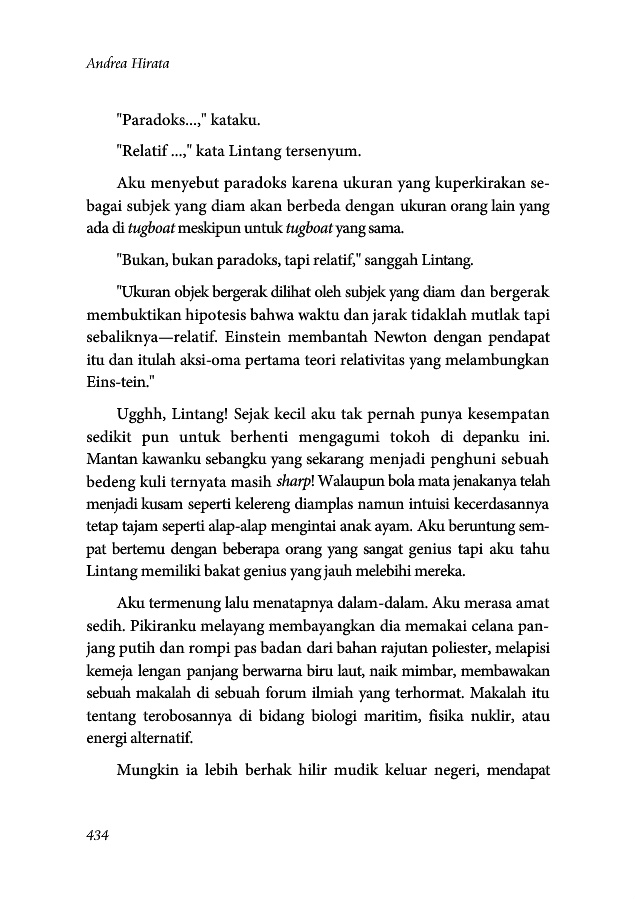 Andrea Hirata
"Paradoks...," kataku.
"Relatif ...," kata Lintang tersenyum.
Aku menyebut paradoks karena ukuran yang kuperkirakan se-
bagai subjek yang diam akan berbeda dengan ukuran orang lain yang
ada di tugboat meskipun untuk tugboat yang sama.
"Bukan, bukan paradoks, tapi relatif," sanggah Lintang.
"Ukuran objek bergerak dilihat oleh subjek yang diam dan bergerak
membuktikan hipotesis bahwa waktu dan jarak tidaklah mutlak tapi
sebaliknya—relatif. Einstein membantah Newton dengan pendapat
itu dan itulah aksi-oma pertama teori relativitas yang melambungkan
Eins-tein."
Ugghh, Lintang! Sejak kecil aku tak pernah punya kesempatan
sedikit pun untuk berhenti mengagumi tokoh di depanku ini.
Mantan kawanku sebangku yang sekarang menjadi penghuni sebuah
bedeng kuli ternyata masih sharp! Walaupun bola mata jenakanya telah
menjadi kusam seperti kelereng diamplas namun intuisi kecerdasannya
tetap tajam seperti alap-alap mengintai anak ayam. Aku beruntung sem-
pat bertemu dengan beberapa orang yang sangat genius tapi aku tahu
Lintang memiliki bakat genius yang jauh melebihi mereka.
Aku termenung lalu menatapnya dalam-dalam. Aku merasa amat
sedih. Pikiranku melayang membayangkan dia memakai celana pan-
jang putih dan rompi pas badan dari bahan rajutan poliester, melapisi
kemeja lengan panjang berwarna biru laut, naik mimbar, membawakan
sebuah makalah di sebuah forum ilmiah yang terhormat. Makalah itu
tentang terobosannya di bidang biologi maritim, fisika nuklir, atau
energi alternatif.
Mungkin ia lebih berhak hilir mudik keluar negeri, mendapat
434